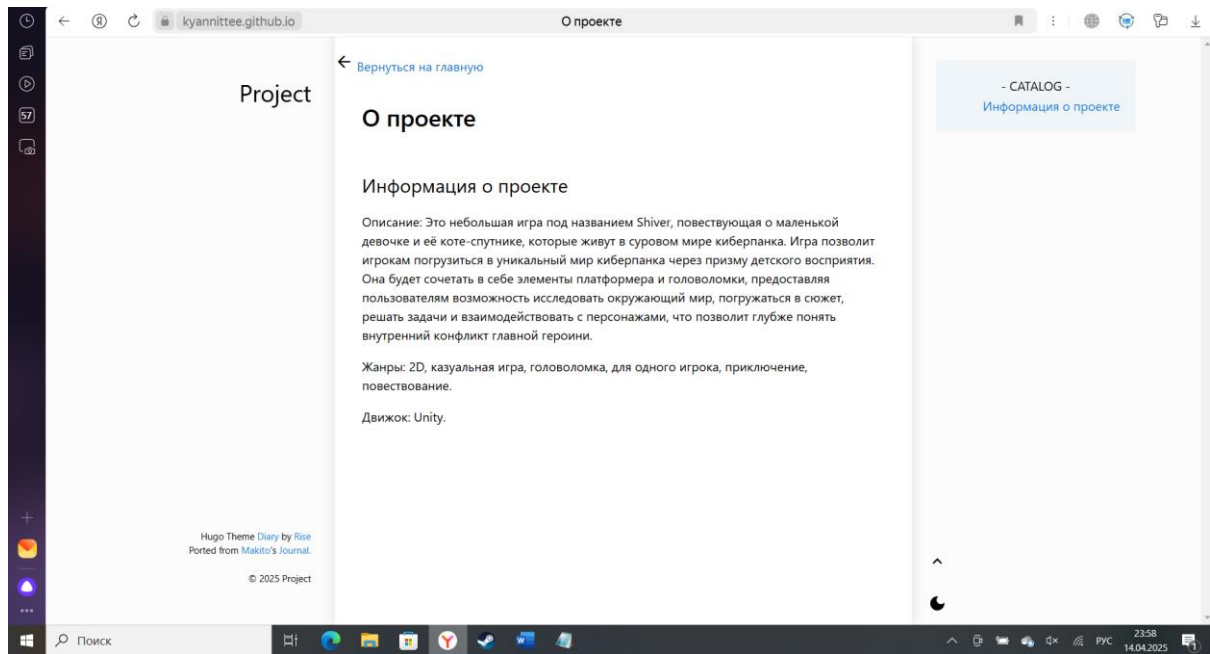 kyannittee.github.io
О проекте
57
Project
Вернуться на главную
О проекте
Информация о проекте
Описание: Это небольшая игра под названием Shiver, повествующая о маленькой
девочке и её коте-спутнике, которые живут в суровом мире киберпанка. Игра позволит
игрокам погрузиться в уникальный мир киберпанка через призму детского восприятия.
Она будет сочетать в себе элементы платформера и головоломки, предоставляя
пользователям возможность исследовать окружающий мир, погружаться в сюжет,
решать задачи и взаимодействовать с персонажами, что позволит глубже понять
внутренний конфликт главной героини.
Жанры: 2D, казуальная игра, головоломка, для одного игрока, приключение,
повествование.
Движок: Unity.
- CATALOG -
Информация о проекте
Hugo Theme Diary by Rise
Ported from Makito's Journal.
© 2025 Project
Поиск
РУС
23:58
14.04.2025